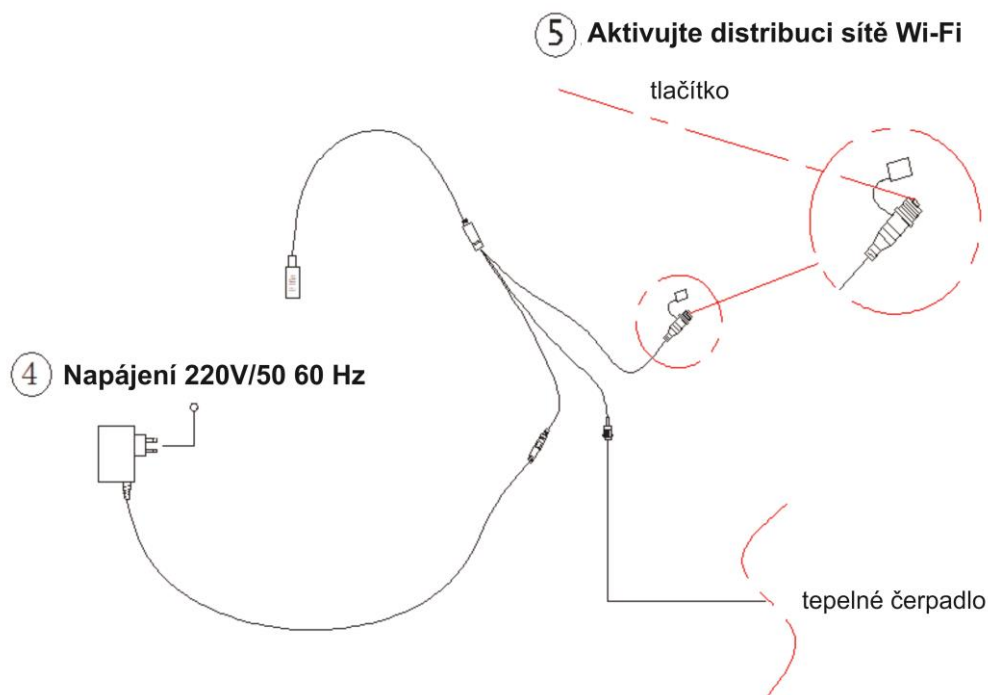 5 Aktivujte distribuci sítě Wi-Fi
tlačítko
4 Napájení 220V/50 60 Hz
tepelné čerpadlo